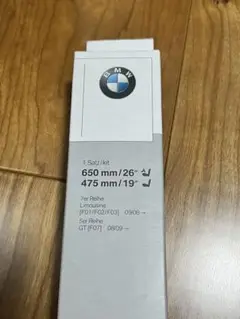 BMW
1 Satz/kit
650 mm/26"
475 mm/19"
7er Reihe
Limousine
[F01/F02/F03] 09/08→
5er Reihe
GT [F07] 09/09→